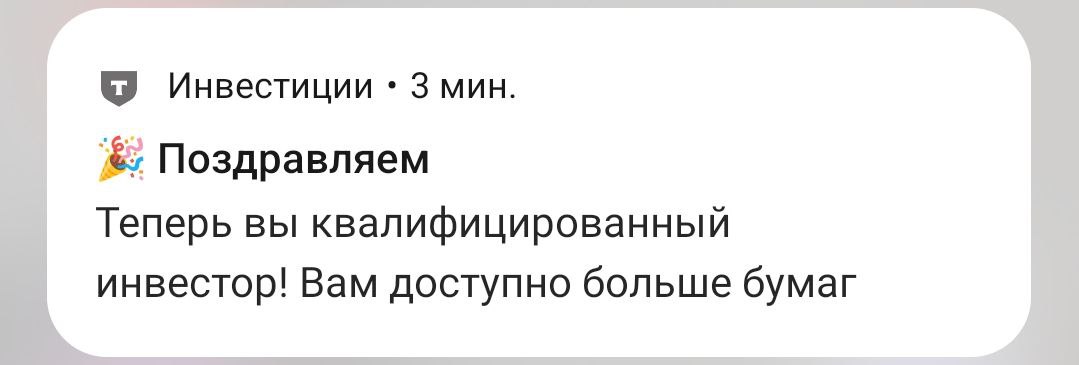 Т Инвестиции • 3 мин.
🎉 Поздравляем
Теперь вы квалифицированный
инвестор! Вам доступно больше бумаг